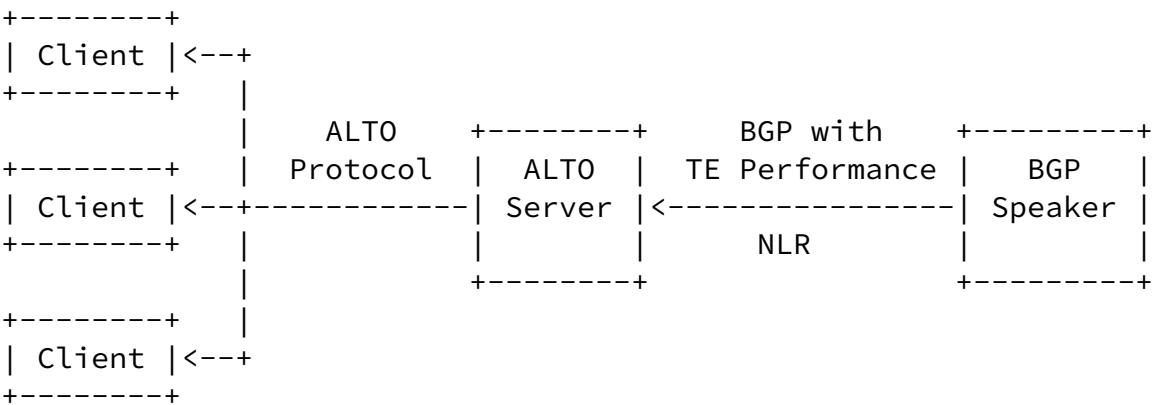 Client
ALTO BGP with
Protocol ALTO TE Performance BGP
Client Server Speaker
NLR
Client